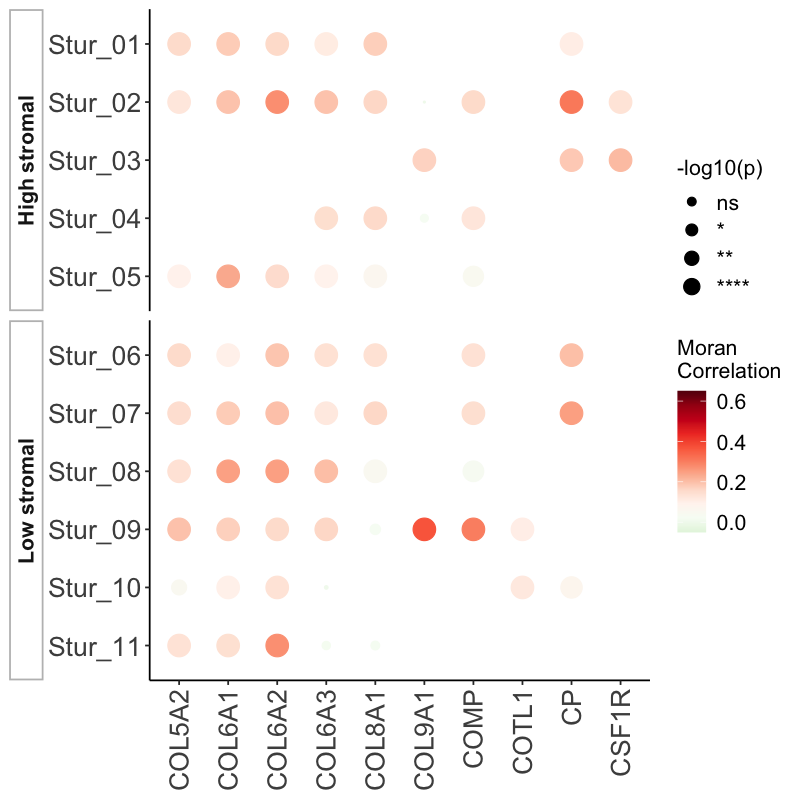 High stromal
Stur_01
Stur_02
Stur_03
Stur_04
Stur_05
Low stromal
Stur_06
Stur_07
Stur_08
Stur_09
Stur_10
Stur_11
COL5A2
COL6A1
COL6A2
COL6A3
COL8A1
COL9A1
COMP
COTL1
CP
CSF1R
-log10(p)
ns
*
**
****
Moran
Correlation
0.6
0.4
0.2
0.0